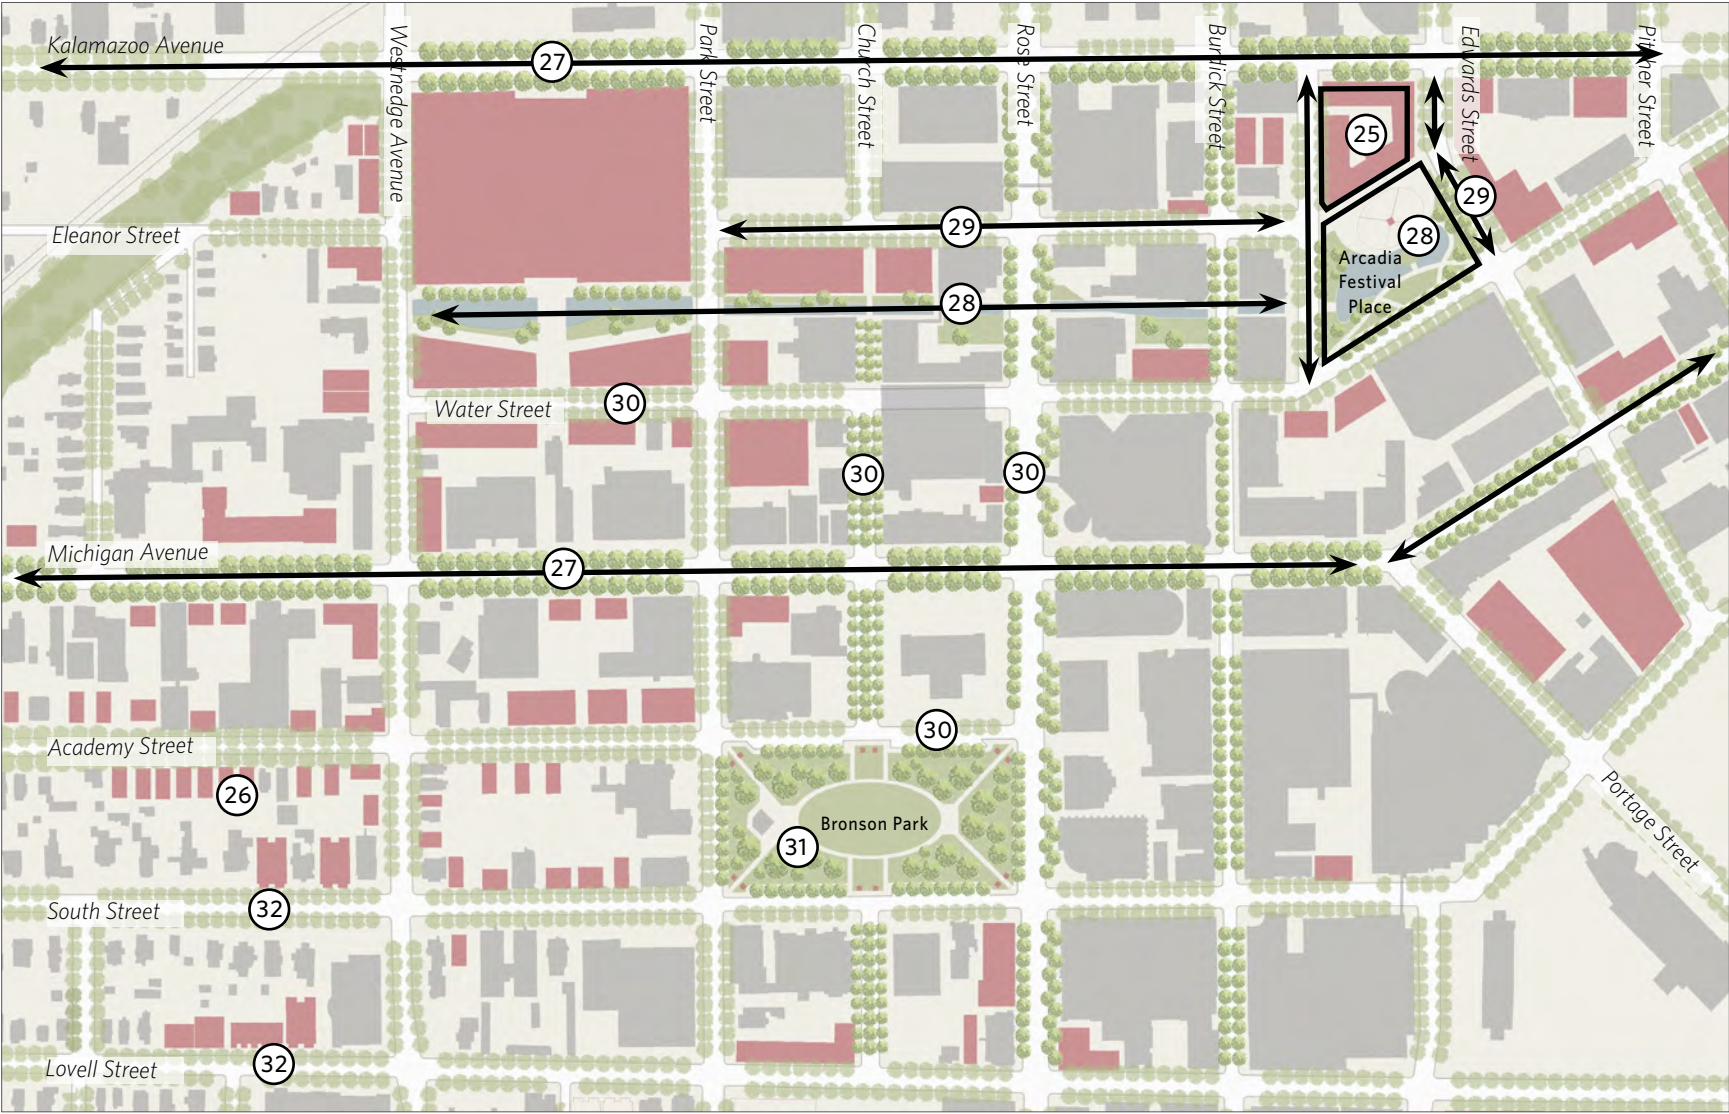 Kalamazoo Avenue
Westnedge Avenue
27
Park Street
Church Street
Rose Street
Burdick Street
Edwards Street
Pitcher Street
25
29
Eleanor Street
29
28
Arcadia
Festival
Place
28
Water Street
30
30
30
Michigan Avenue
27
30
Academy Street
26
Bronson Park
31
Portage Street
South Street
32
Lovell Street
32